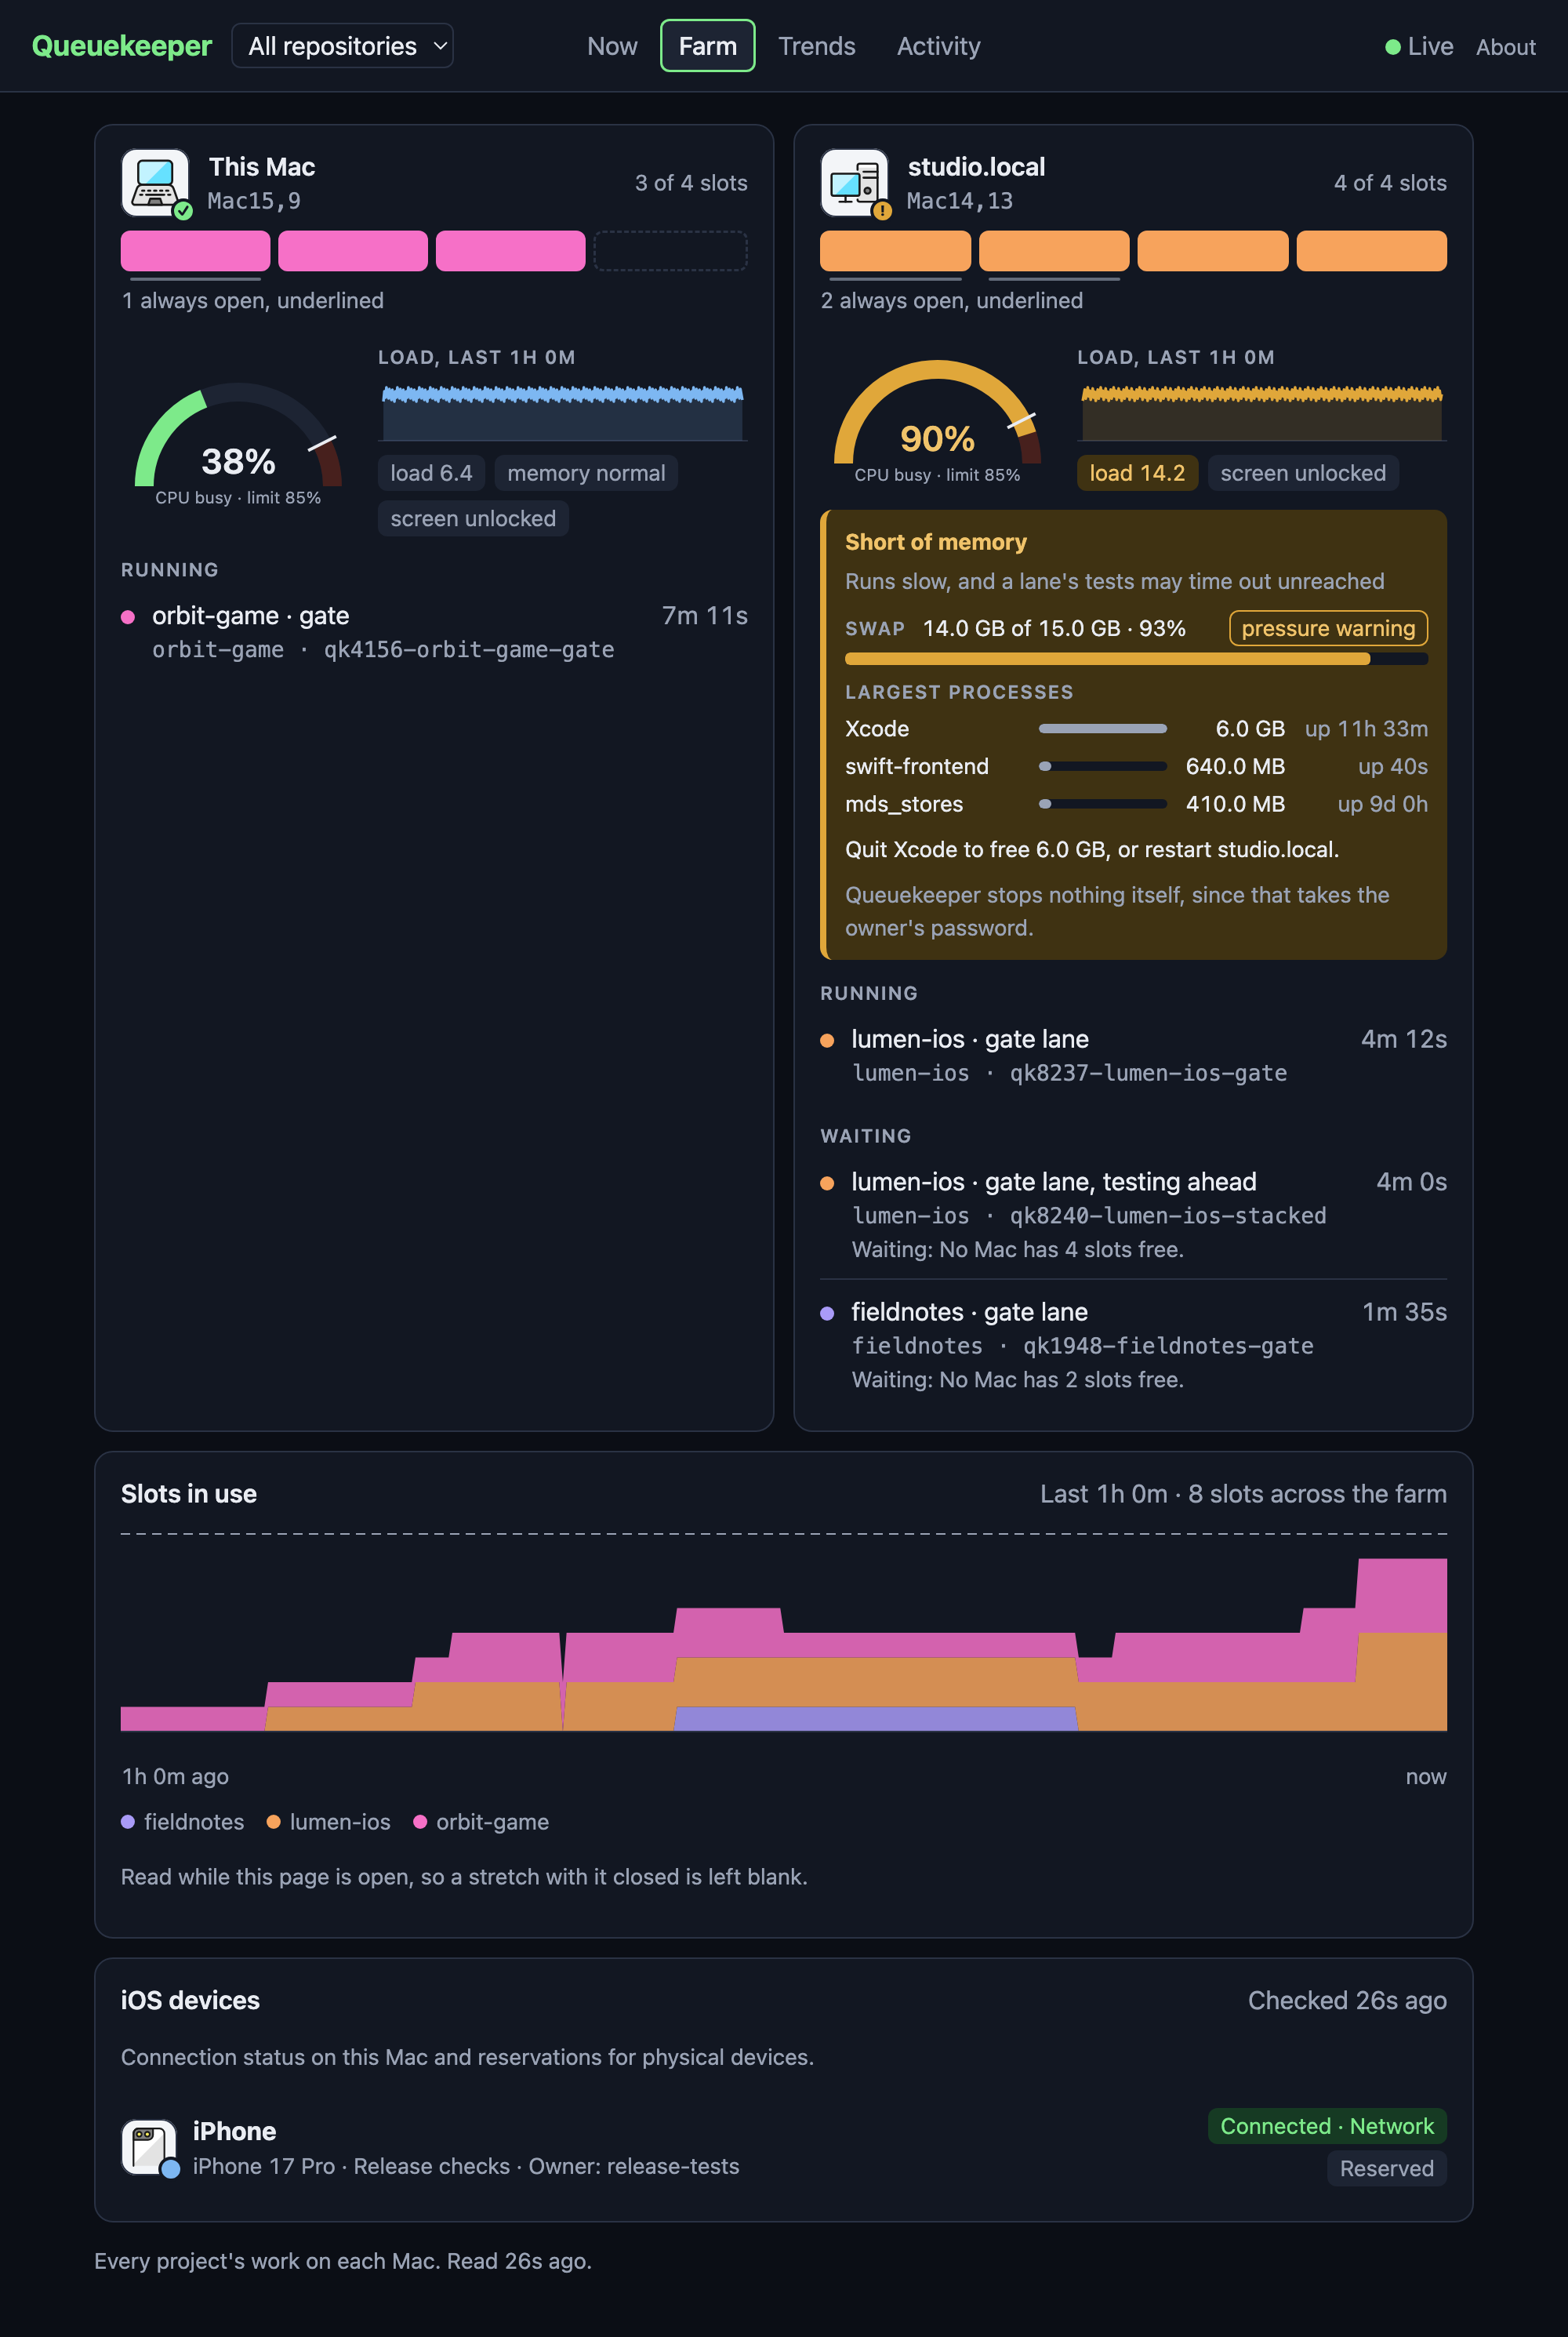 Queuekeeper
All repositories
Now
Farm
Trends
Activity
Live
About
This Mac
Mac15,9
3 of 4 slots
1 always open, underlined
38%
CPU busy · limit 85%
LOAD, LAST 1H 0M
load 6.4
memory normal
screen unlocked
RUNNING
orbit-game · gate
7m 11s
orbit-game · qk4156-orbit-game-gate
studio.local
Mac14,13
4 of 4 slots
2 always open, underlined
90%
CPU busy · limit 85%
LOAD, LAST 1H 0M
load 14.2
screen unlocked
Short of memory
Runs slow, and a lane's tests may time out unreached
SWAP 14.0 GB of 15.0 GB · 93%
pressure warning
LARGEST PROCESSES
Xcode 6.0 GB up 11h 33m
swift-frontend 640.0 MB up 40s
mds_stores 410.0 MB up 9d 0h
Quit Xcode to free 6.0 GB, or restart studio.local.
Queuekeeper stops nothing itself, since that takes the
owner's password.
RUNNING
lumen-ios · gate lane
4m 12s
lumen-ios · qk8237-lumen-ios-gate
WAITING
lumen-ios · gate lane, testing ahead
4m 0s
lumen-ios · qk8240-lumen-ios-stacked
Waiting: No Mac has 4 slots free.
fieldnotes · gate lane
1m 35s
fieldnotes · qk1948-fieldnotes-gate
Waiting: No Mac has 2 slots free.
Slots in use
Last 1h 0m · 8 slots across the farm
1h 0m ago
now
fieldnotes
lumen-ios
orbit-game
Read while this page is open, so a stretch with it closed is left blank.
iOS devices
Checked 26s ago
Connection status on this Mac and reservations for physical devices.
iPhone
iPhone 17 Pro · Release checks · Owner: release-tests
Connected · Network
Reserved
Every project's work on each Mac. Read 26s ago.